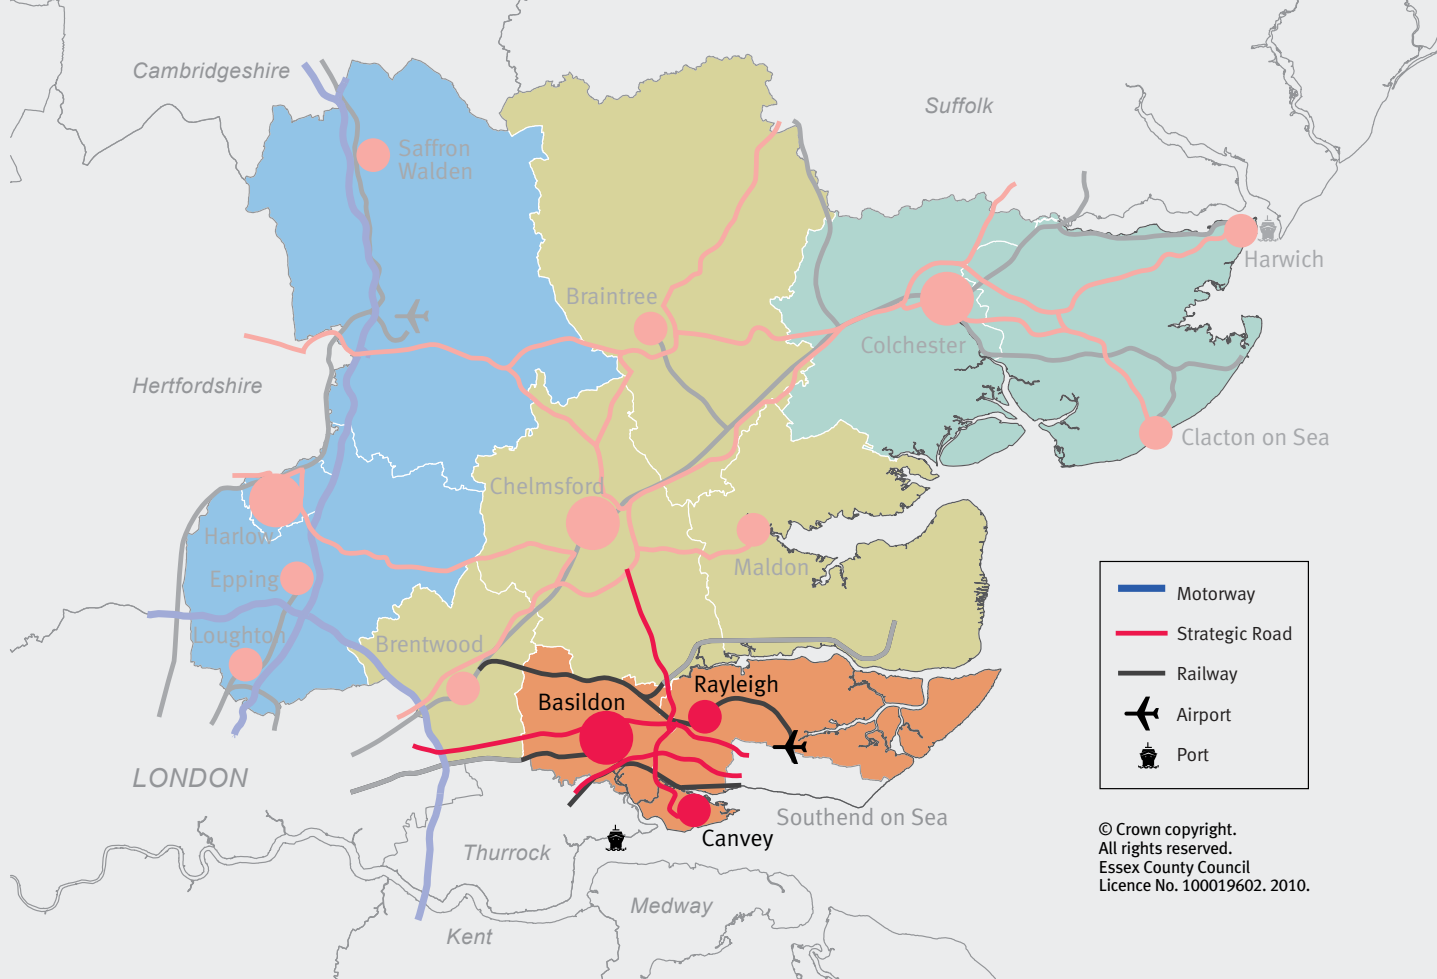 Cambridgeshire
Suffolk
Saffron
Walden
Harwich
Braintree
Colchester
Hertfordshire
Clacton on Sea
Chelmsford
Harlow
Maldon
Epping
Loughton
Brentwood
Rayleigh
Basildon
LONDON
Southend on Sea
Canvey
Thurrock
Medway
Kent
Motorway
Strategic Road
Railway
Airport
Port
© Crown copyright.
All rights reserved.
Essex County Council
Licence No. 100019602. 2010.